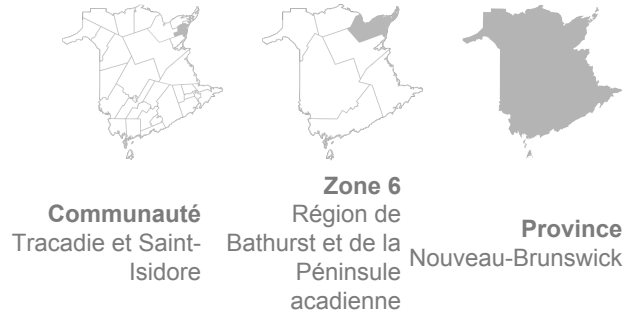 Communauté
Tracadie et Saint-
Isidore
Zone 6
Région de
Bathurst et de la
Péninsule
acadienne
Province
Nouveau-Brunswick